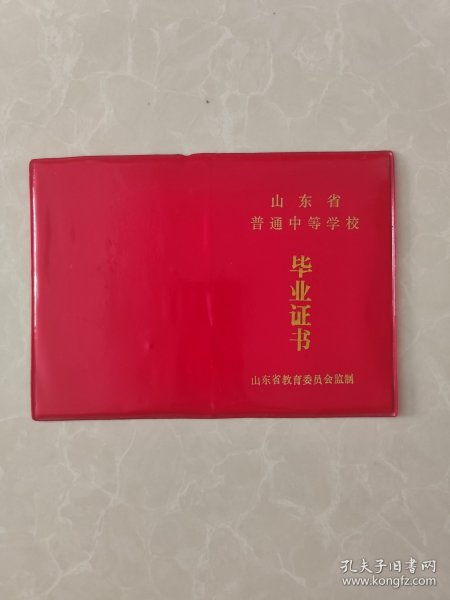 山东省
普通中等学校
毕业证书
山东省教育委员会监制
孔夫子旧书网
www.kongfz.com